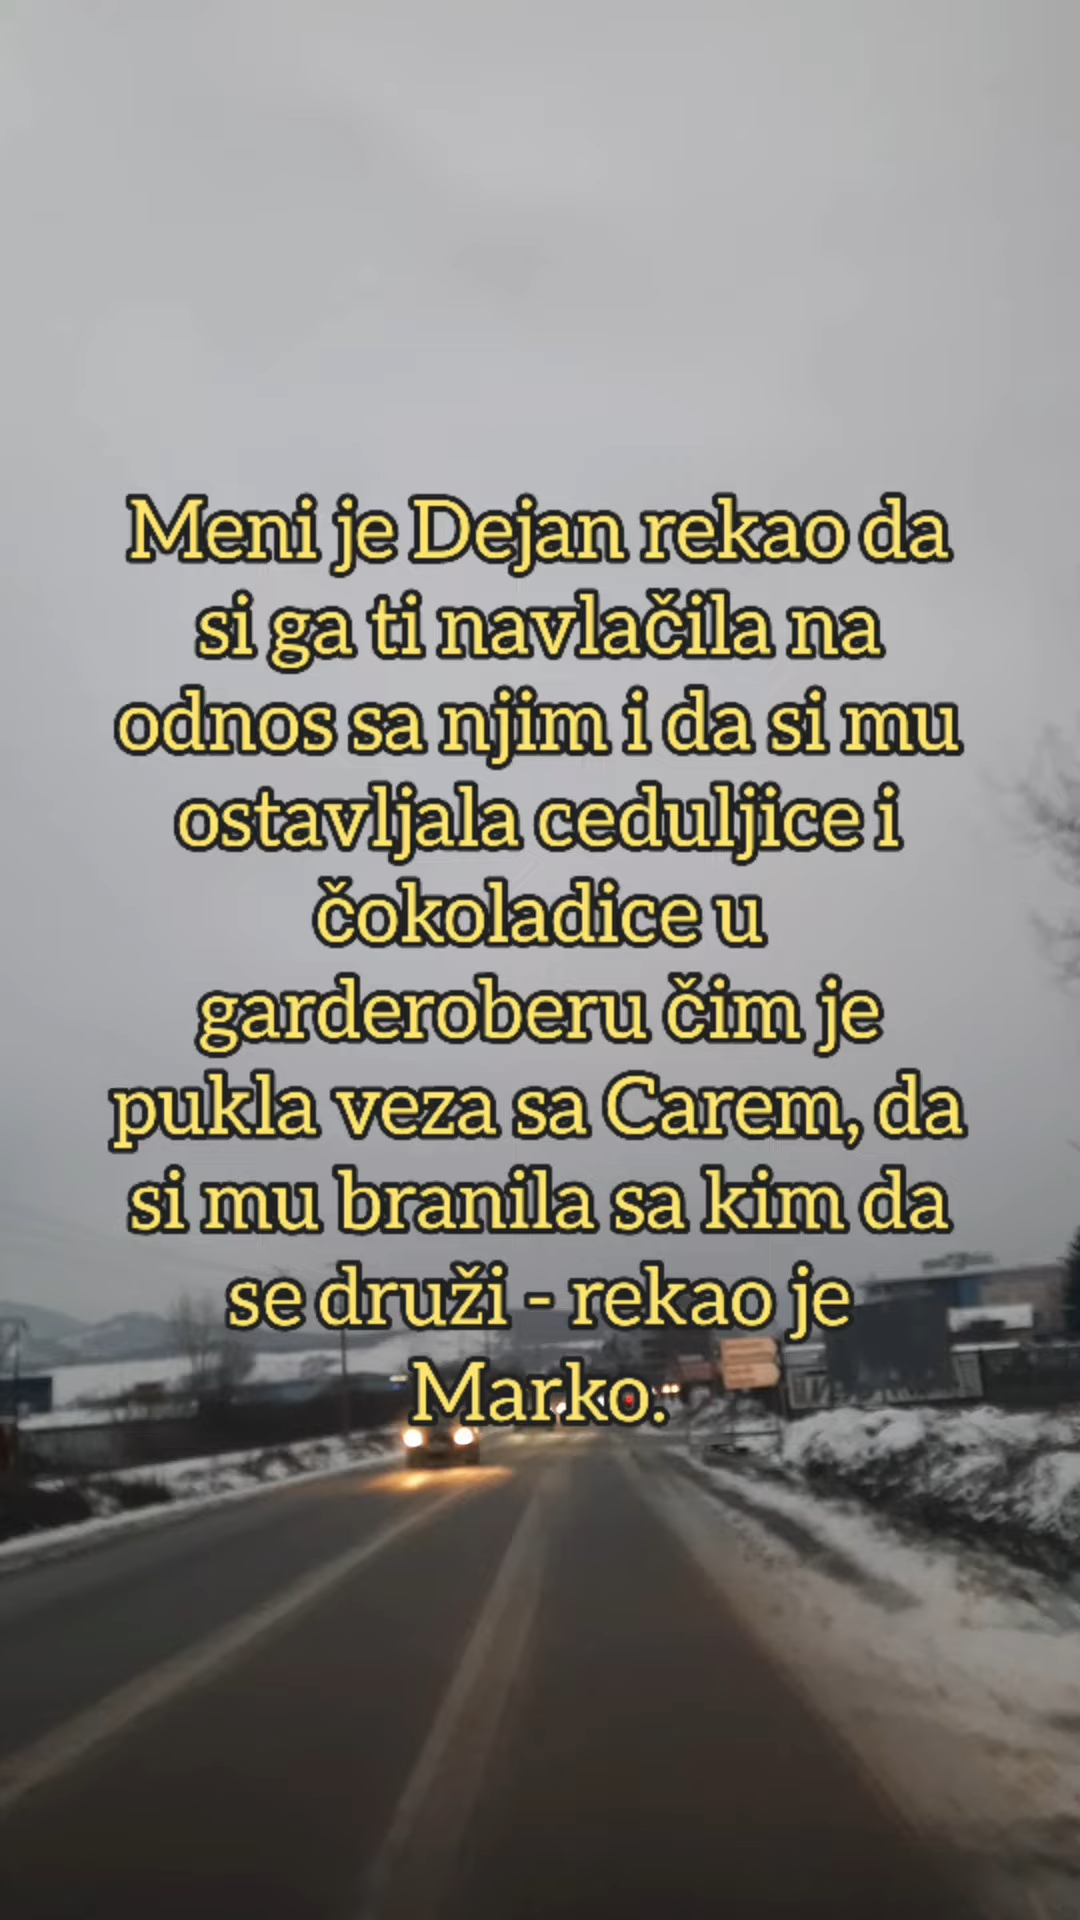 Meni je Dejan rekao da
si ga ti navlačila na
odnos sa njim i da si mu
ostavljala ceduljice i
čokoladice u
garderoberu čim je
pukla veza sa Carem, da
si mu branila sa kim da
se druži - rekao je
Marko.